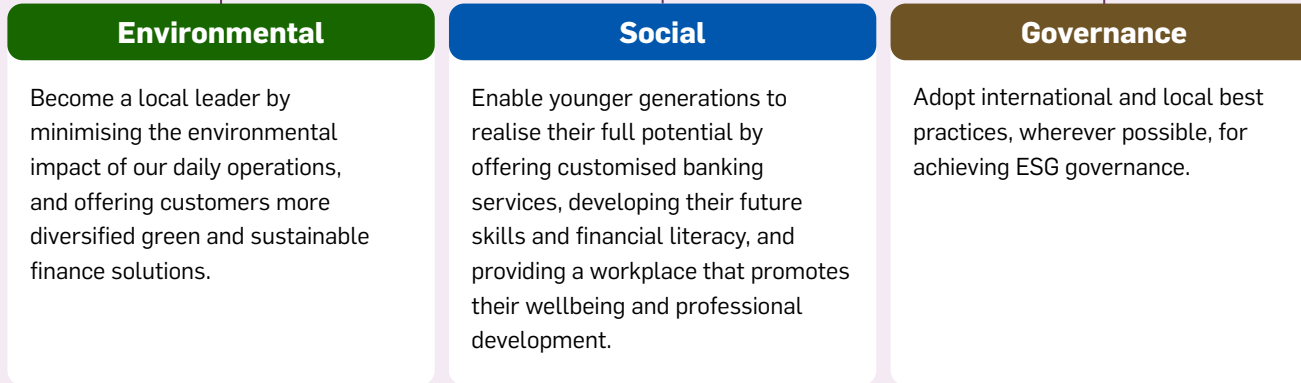 Environmental
Become a local leader by
minimising the environmental
impact of our daily operations,
and offering customers more
diversified green and sustainable
finance solutions.
Social
Enable younger generations to
realise their full potential by
offering customised banking
services, developing their future
skills and financial literacy, and
providing a workplace that promotes
their wellbeing and professional
development.
Governance
Adopt international and local best
practices, wherever possible, for
achieving ESG governance.